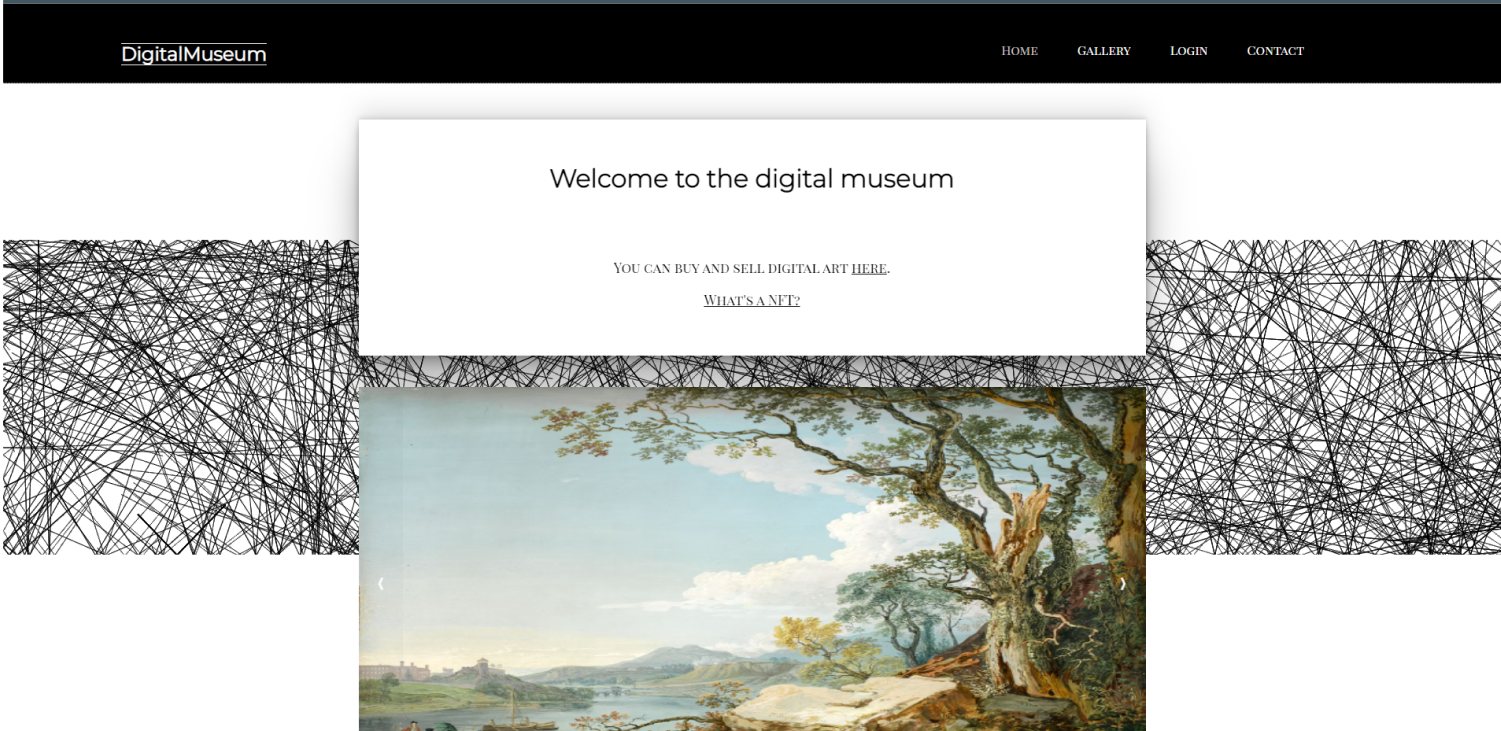 DigitalMuseum
Home Gallery Login Contact
Welcome to the digital museum
You can buy and sell digital art here.
What's a NFT?